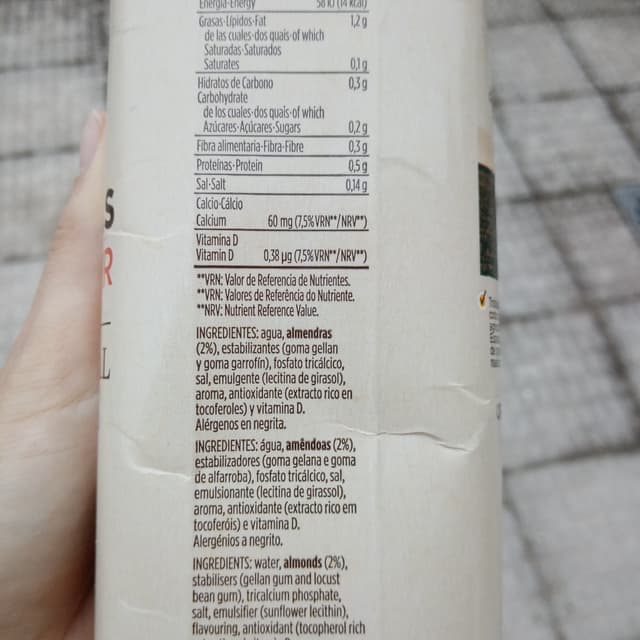 Energía·Energy 58 kJ (14 kcal)
Grasas·Lípidos·Fat 1,2 g
de las cuales·dos quais·of which
Saturadas·Saturados
Saturates 0,1 g
Hidratos de Carbono 0,3 g
Carbohydrate
de los cuales·dos quais·of which
Azúcares·Açúcares·Sugars 0,2 g
Fibra alimentaria·Fibra·Fibre 0,3 g
Proteínas·Protein 0,5 g
Sal·Salt 0,14 g
Calcio·Cálcio
Calcium 60 mg (7,5%VRN**/NRV**)
Vitamina D
Vitamin D 0,38 µg (7,5%VRN**/NRV**)
**VRN: Valor de Referencia de Nutrientes.
**VRN: Valores de Referência do Nutriente.
**NRV: Nutrient Reference Value.
INGREDIENTES: agua, almendras
(2%), estabilizantes (goma gellan
y goma garrofín), fosfato tricálcico,
sal, emulgente (lecitina de girasol),
aroma, antioxidante (extracto rico en
tocoferoles) y vitamina D.
Alérgenos en negrita.
INGREDIENTES: água, amêndoas (2%),
estabilizadores (goma gelana e goma
de alfarroba), fosfato tricálcico, sal,
emulsionante (lecitina de girassol),
aroma, antioxidante (extracto rico em
tocoferóis) e vitamina D.
Alergénios a negrito.
INGREDIENTS: water, almonds (2%),
stabilisers (gellan gum and locust
bean gum), tricalcium phosphate,
salt, emulsifier (sunflower lecithin),
flavouring, antioxidant (tocopherol rich
S
R
L